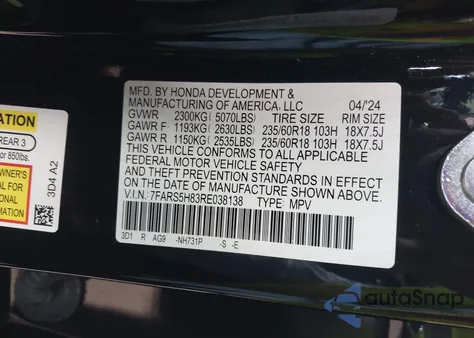 ATION
REAR 3
or 850lbs.
WNER'S
3D4 A2
MFD. BY HONDA DEVELOPMENT &
MANUFACTURING OF AMERICA, LLC 04/'24
GVWR 2300KG ( 5070LBS) TIRE SIZE RIM SIZE
GAWR F 1193KG ( 2630LBS) 235/60R18 103H 18X7.5J
GAWR R 1150KG ( 2535LBS) 235/60R18 103H 18X7.5J
THIS VEHICLE CONFORMS TO ALL APPLICABLE
FEDERAL MOTOR VEHICLE SAFETY
AND THEFT PREVENTION STANDARDS IN EFFECT ON
THE DATE OF MANUFACTURE SHOWN ABOVE.
V.I.N: 7FARS5H83RE038138 TYPE: MPV
3D1 R AG9 -NH731P -S -E
autoSnap